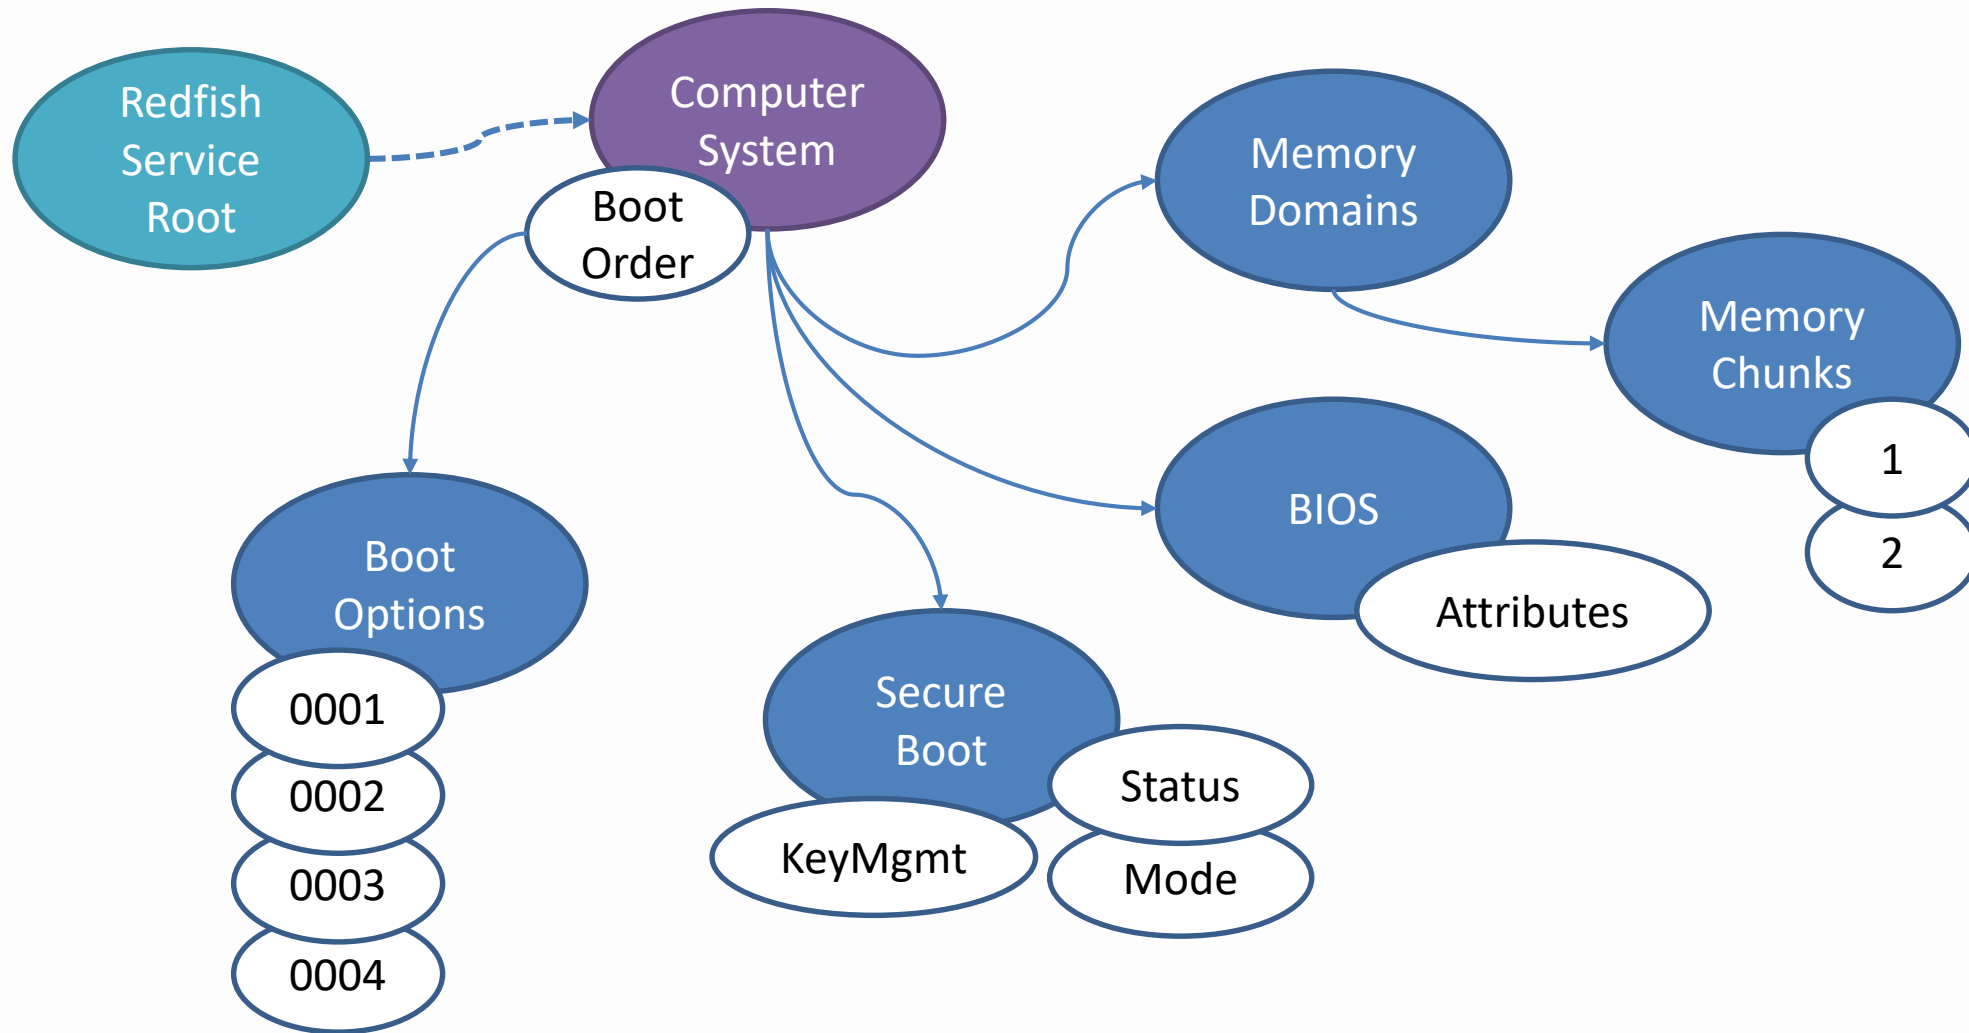 Redfish
Service
Root
Computer
System
Boot
Order
Memory
Domains
Memory
Chunks
1
2
BIOS
Attributes
Boot
Options
0001
0002
0003
0004
Secure
Boot
Status
KeyMgmt
Mode